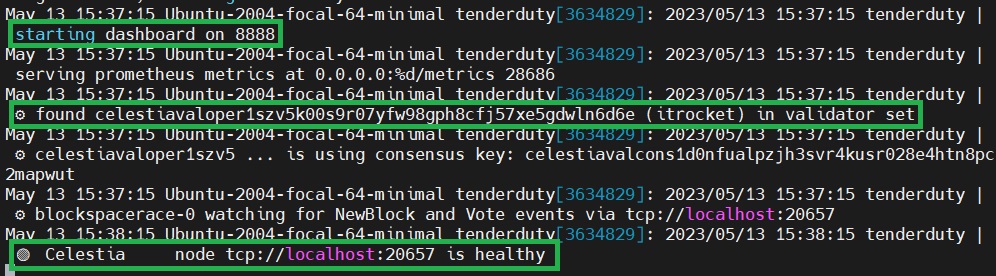 May 13 15:37:15 Ubuntu-2004-focal-64-minimal tenderduty[3634829]: 2023/05/13 15:37:15 tenderduty |
starting dashboard on 8888
May 13 15:37:15 Ubuntu-2004-focal-64-minimal tenderduty[3634829]: 2023/05/13 15:37:15 tenderduty |
serving prometheus metrics at 0.0.0.0:%d/metrics 28686
May 13 15:37:15 Ubuntu-2004-focal-64-minimal tenderduty[3634829]: 2023/05/13 15:37:15 tenderduty |
⚙ found celestiavaloper1szv5k00s9r07yfw98gph8cfj57xe5gdwln6d6e (itrocket) in validator set
May 13 15:37:15 Ubuntu-2004-focal-64-minimal tenderduty[3634829]: 2023/05/13 15:37:15 tenderduty |
⚙ celestiavaloper1szv5 ... is using consensus key: celestiavalcons1d0nfualpzjh3svr4kusr028e4htn8pc
2mapwut
May 13 15:37:15 Ubuntu-2004-focal-64-minimal tenderduty[3634829]: 2023/05/13 15:37:15 tenderduty |
⚙ blockspacerace-0 watching for NewBlock and Vote events via tcp://localhost:20657
May 13 15:38:15 Ubuntu-2004-focal-64-minimal tenderduty[3634829]: 2023/05/13 15:38:15 tenderduty |
Celestia node tcp://localhost:20657 is healthy